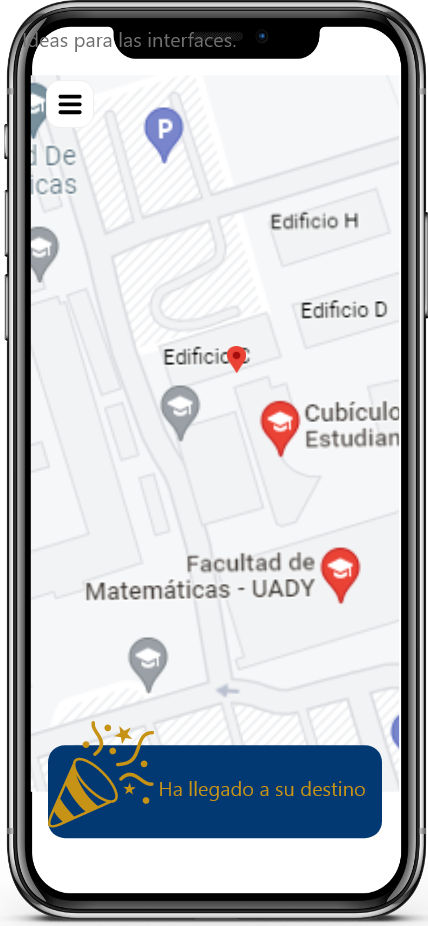 Ideas para las interfaces.
P
d De
icas
Edificio H
Edificio D
Edificio C
Cubículo
Estudian
Facultad de
Matemáticas - UADY
Ha llegado a su destino